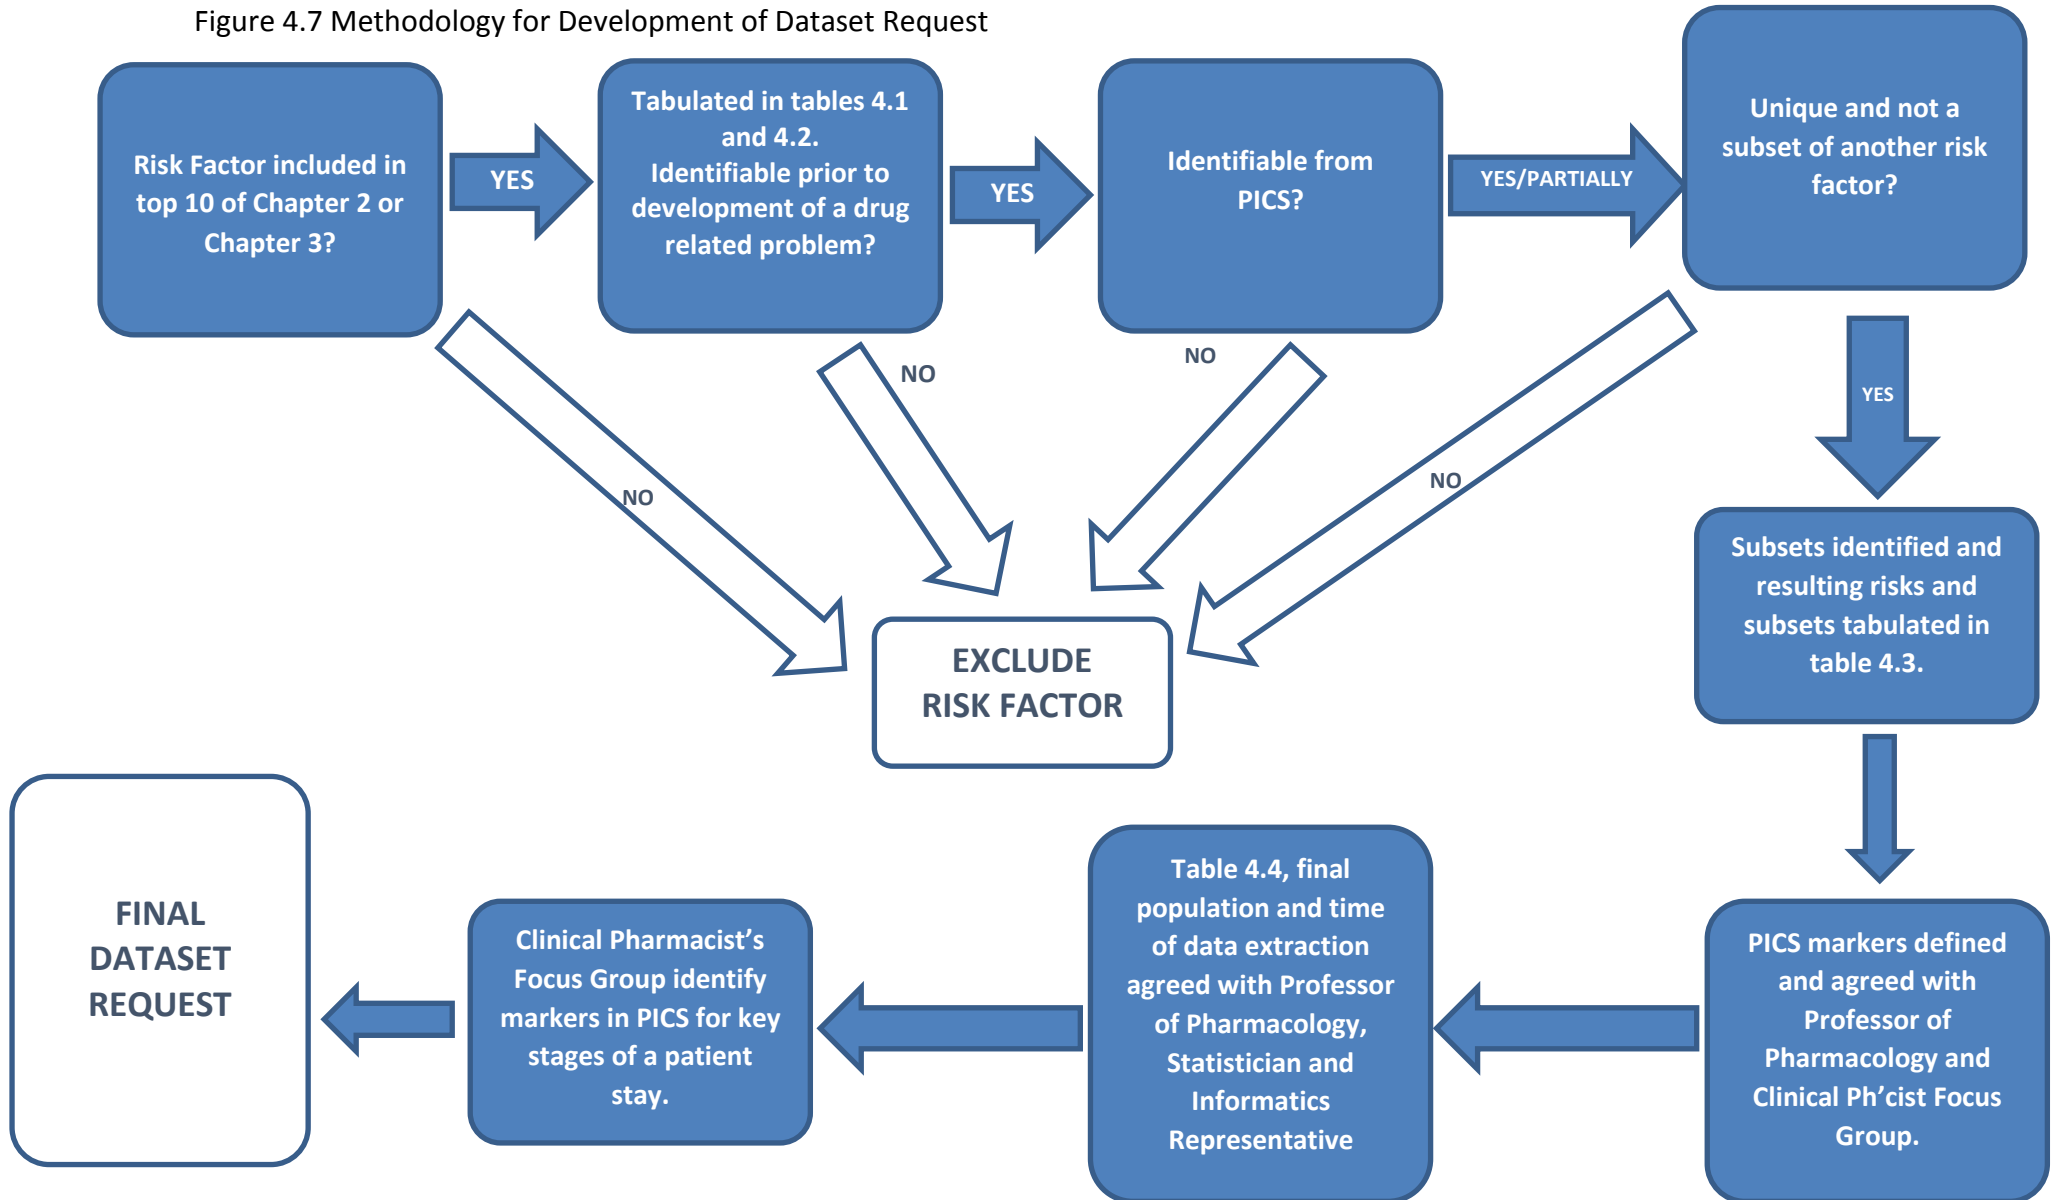 Figure 4.7 Methodology for Development of Dataset Request
Risk Factor included in
top 10 of Chapter 2 or
Chapter 3?
YES
Tabulated in tables 4.1
and 4.2.
Identifiable prior to
development of a drug
related problem?
YES
Identifiable from
PICS?
YES/PARTIALLY
Unique and not a
subset of another risk
factor?
NO
NO
NO
NO
YES
EXCLUDE
RISK FACTOR
Subsets identified and
resulting risks and
subsets tabulated in
table 4.3.
PICS markers defined
and agreed with
Professor of
Pharmacology and
Clinical Ph'cist Focus
Group.
Table 4.4, final
population and time
of data extraction
agreed with Professor
of Pharmacology,
Statistician and
Informatics
Representative
Clinical Pharmacist's
Focus Group identify
markers in PICS for key
stages of a patient
stay.
FINAL
DATASET
REQUEST